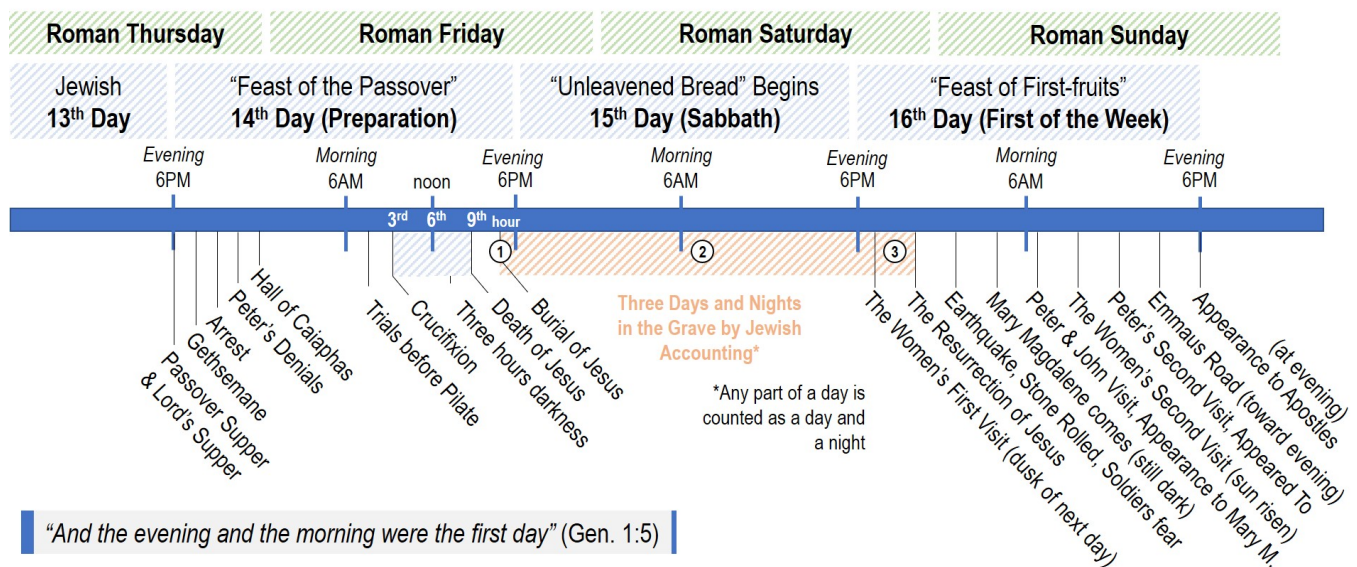 Roman Thursday
Roman Friday
Roman Saturday
Roman Sunday
Jewish
13th Day
“Feast of the Passover”
14th Day (Preparation)
“Unleavened Bread” Begins
15th Day (Sabbath)
“Feast of First-fruits”
16th Day (First of the Week)
Evening
6PM
Morning
6AM
noon
Evening
6PM
Morning
6AM
Evening
6PM
Morning
6AM
Evening
6PM
3rd
6th
9th hour
1
2
3
Passover Supper
& Lord’s Supper
Gethsemane
Arrest
Peter’s Denials
Hall of Caiaphas
Trials before Pilate
Crucifixion
Three hours darkness
Death of Jesus
Burial of Jesus
Three Days and Nights
in the Grave by Jewish
Accounting*
*Any part of a day is
counted as a day and
a night
The Women’s First Visit (dusk of next day)
The Resurrection of Jesus
Earthquake, Stone Rolled, Soldiers fear
Mary Magdalene comes (still dark)
Peter & John Visit, Appearance to Mary M.
The Women’s Second Visit (sun risen)
Peter’s Second Visit, Appeared To
Emmaus Road (toward evening)
Appearance to Apostles
(at evening)
“And the evening and the morning were the first day” (Gen. 1:5)